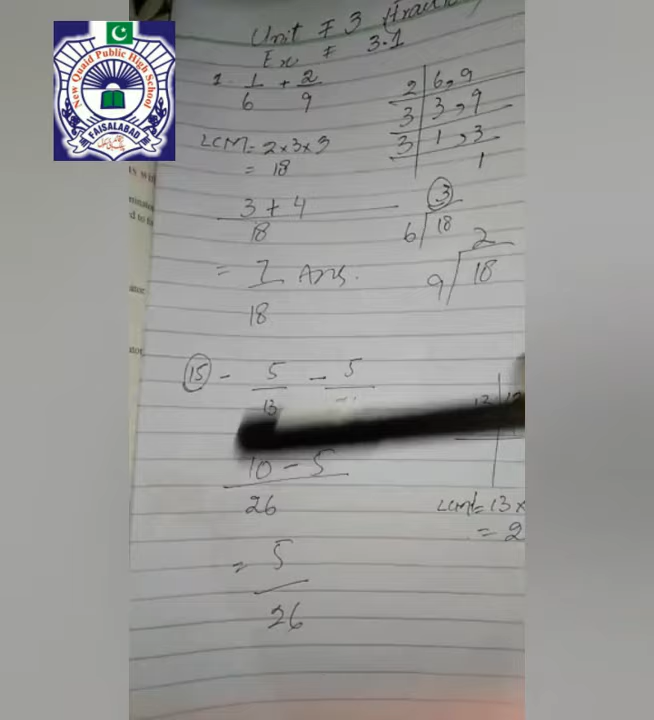 New Quaid Public High School
FAISALABAD
Unit # 3
Ex # 3.1
1. 1/6 + 2/9
2 | 6, 9
3 | 3, 9
3 | 1, 3
1
LCM = 2x3x3
= 18
3 + 4
18
3
6 18
2
9 18
= 7 Ans.
18
15 - 5/13 - 5
10 - 5
26
LCM = 13 x
= 2
= 5
26